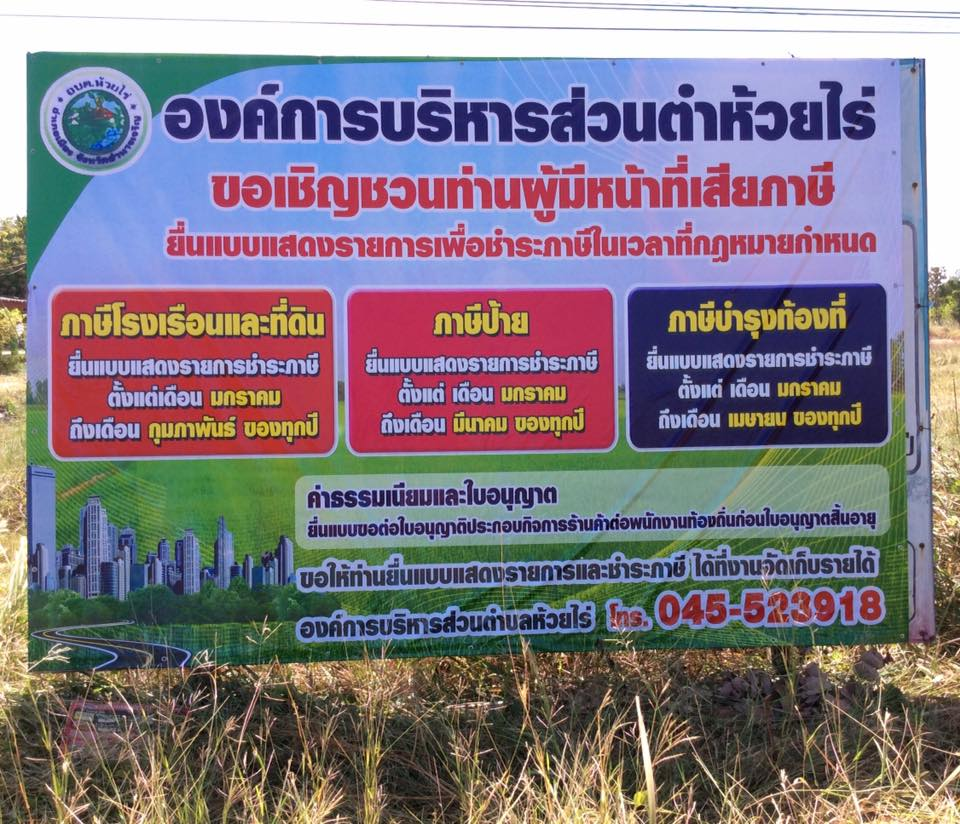 อบต.ห้วยไร่
อำเภอเมือง จังหวัดอำนาจเจริญ
องค์การบริหารส่วนตำห้วยไร่
ขอเชิญชวนท่านผู้มีหน้าที่เสียภาษี
ยื่นแบบแสดงรายการเพื่อชำระภาษีในเวลาที่กฎหมายกำหนด
ภาษีโรงเรือนและที่ดิน
ยื่นแบบแสดงรายการชำระภาษี
ตั้งแต่เดือน มกราคม
ถึงเดือน กุมภาพันธ์ ของทุกปี
ภาษีป้าย
ยื่นแบบแสดงรายการชำระภาษี
ตั้งแต่ เดือน มกราคม
ถึงเดือน มีนาคม ของทุกปี
ภาษีบำรุงท้องที่
ยื่นแบบแสดงรายการชำระภาษี
ตั้งแต่ เดือน มกราคม
ถึงเดือน เมษายน ของทุกปี
ค่าธรรมเนียมและใบอนุญาต
ยื่นแบบขอต่อใบอนุญาติประกอบกิจการร้านค้าต่อพนักงานท้องถิ่นก่อนใบอนุญาตสิ้นอายุ
ขอให้ท่านยื่นแบบแสดงรายการและชำระภาษี ได้ที่งานจัดเก็บรายได้
องค์การบริหารส่วนตำบลห้วยไร่ โทร. 045-523918